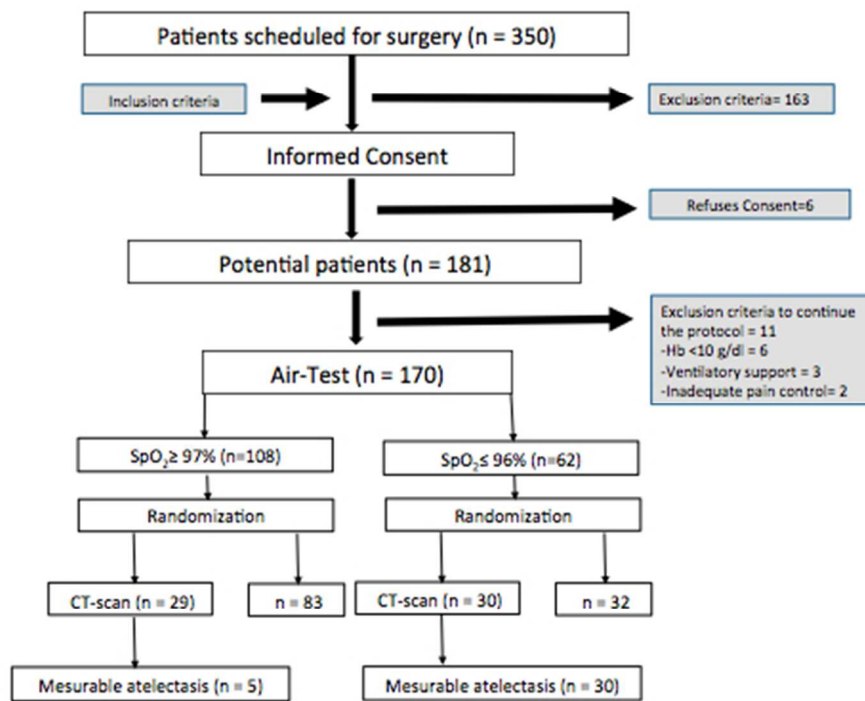 Patients scheduled for surgery (n = 350)
Inclusion criteria
Exclusion criteria= 163
Informed Consent
Refuses Consent=6
Potential patients (n = 181)
Exclusion criteria to continue
the protocol = 11
-Hb <10 g/dl = 6
-Ventilatory support = 3
-Inadequate pain control= 2
Air-Test (n = 170)
SpO₂≥ 97% (n=108)
SpO₂≤ 96% (n=62)
Randomization
Randomization
CT-scan (n = 29)
n = 83
CT-scan (n = 30)
n = 32
Mesurable atelectasis (n = 5)
Mesurable atelectasis (n = 30)